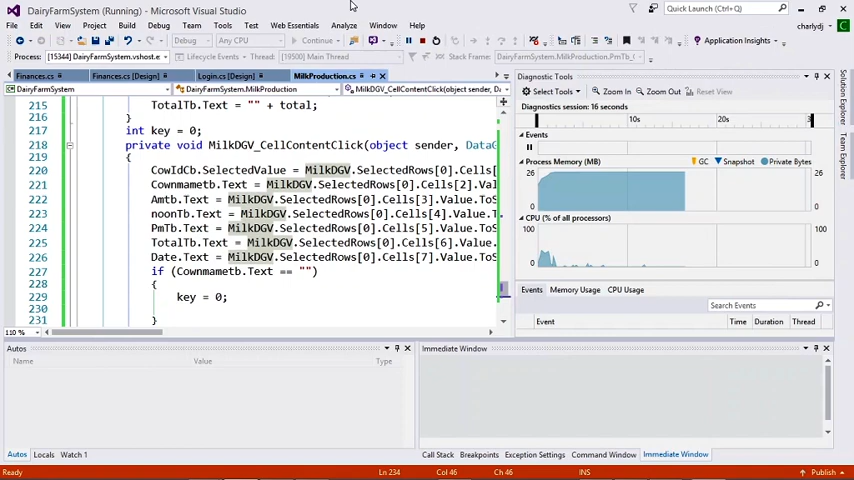 DairyFarmSystem (Running) - Microsoft Visual Studio
Quick Launch (Ctrl+Q)
File Edit View Project Build Debug Team Tools Test Web Essentials Analyze Window Help
charlydj
Debug Any CPU Continue Application Insights
Process: [15344] DairyFarmSystem.vshost.e Lifecycle Events Thread: [19500] Main Thread Stack Frame: DairyFarmSystem.MilkProduction.PmTb_C
Finances.cs Finances.cs [Design] Login.cs [Design] MilkProduction.cs
DairyFarmSystem DairyFarmSystem.MilkProduction MilkDGV_CellContentClick(object sender, Da
215 TotalTb.Text = "" + total;
216 }
217 int key = 0;
218 private void MilkDGV_CellContentClick(object sender, DataG
219 {
220 CowIdCb.SelectedValue = MilkDGV.SelectedRows[0].Cells[
221 Cownmametb.Text = MilkDGV.SelectedRows[0].Cells[2].Val
222 Amtb.Text = MilkDGV.SelectedRows[0].Cells[3].Value.ToS
223 noonTb.Text = MilkDGV.SelectedRows[0].Cells[4].Value.T
224 PmTb.Text = MilkDGV.SelectedRows[0].Cells[5].Value.ToS
225 TotalTb.Text = MilkDGV.SelectedRows[0].Cells[6].Value.
226 Date.Text = MilkDGV.SelectedRows[0].Cells[7].Value.ToS
227 if (Cownmametb.Text == "")
228 {
229 key = 0;
230
231 }
110 %
Diagnostic Tools
Select Tools Zoom In Zoom Out Reset View
Diagnostics session: 16 seconds
10s 20s 3
Events
Process Memory (MB) GC Snapshot Private Bytes
26 26
0 0
CPU (% of all processors)
100 100
0 0
Events Memory Usage CPU Usage
Search Events
Event Time Duration Thread
Solution Explorer
Team Explorer
Autos
Name Value Type
Immediate Window
Autos Locals Watch 1
Call Stack Breakpoints Exception Settings Command Window Immediate Window
Ready Ln 234 Col 46 Ch 46 INS Publish